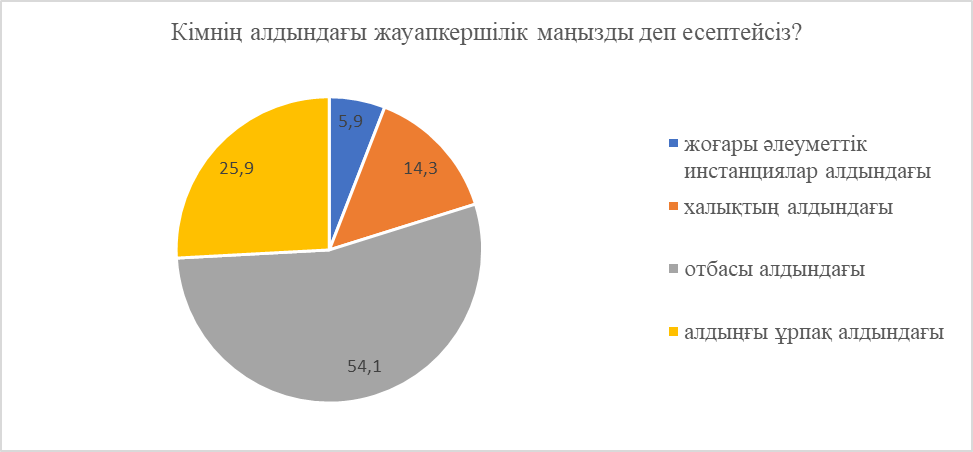 Кімнің алдындағы жауапкершілік маңызды деп есептейсіз?
5,9
14,3
25,9
54,1
жоғары әлеуметтік
инстанциялар алдындағы
халықтың алдындағы
отбасы алдындағы
алдыңғы ұрпақ алдындағы